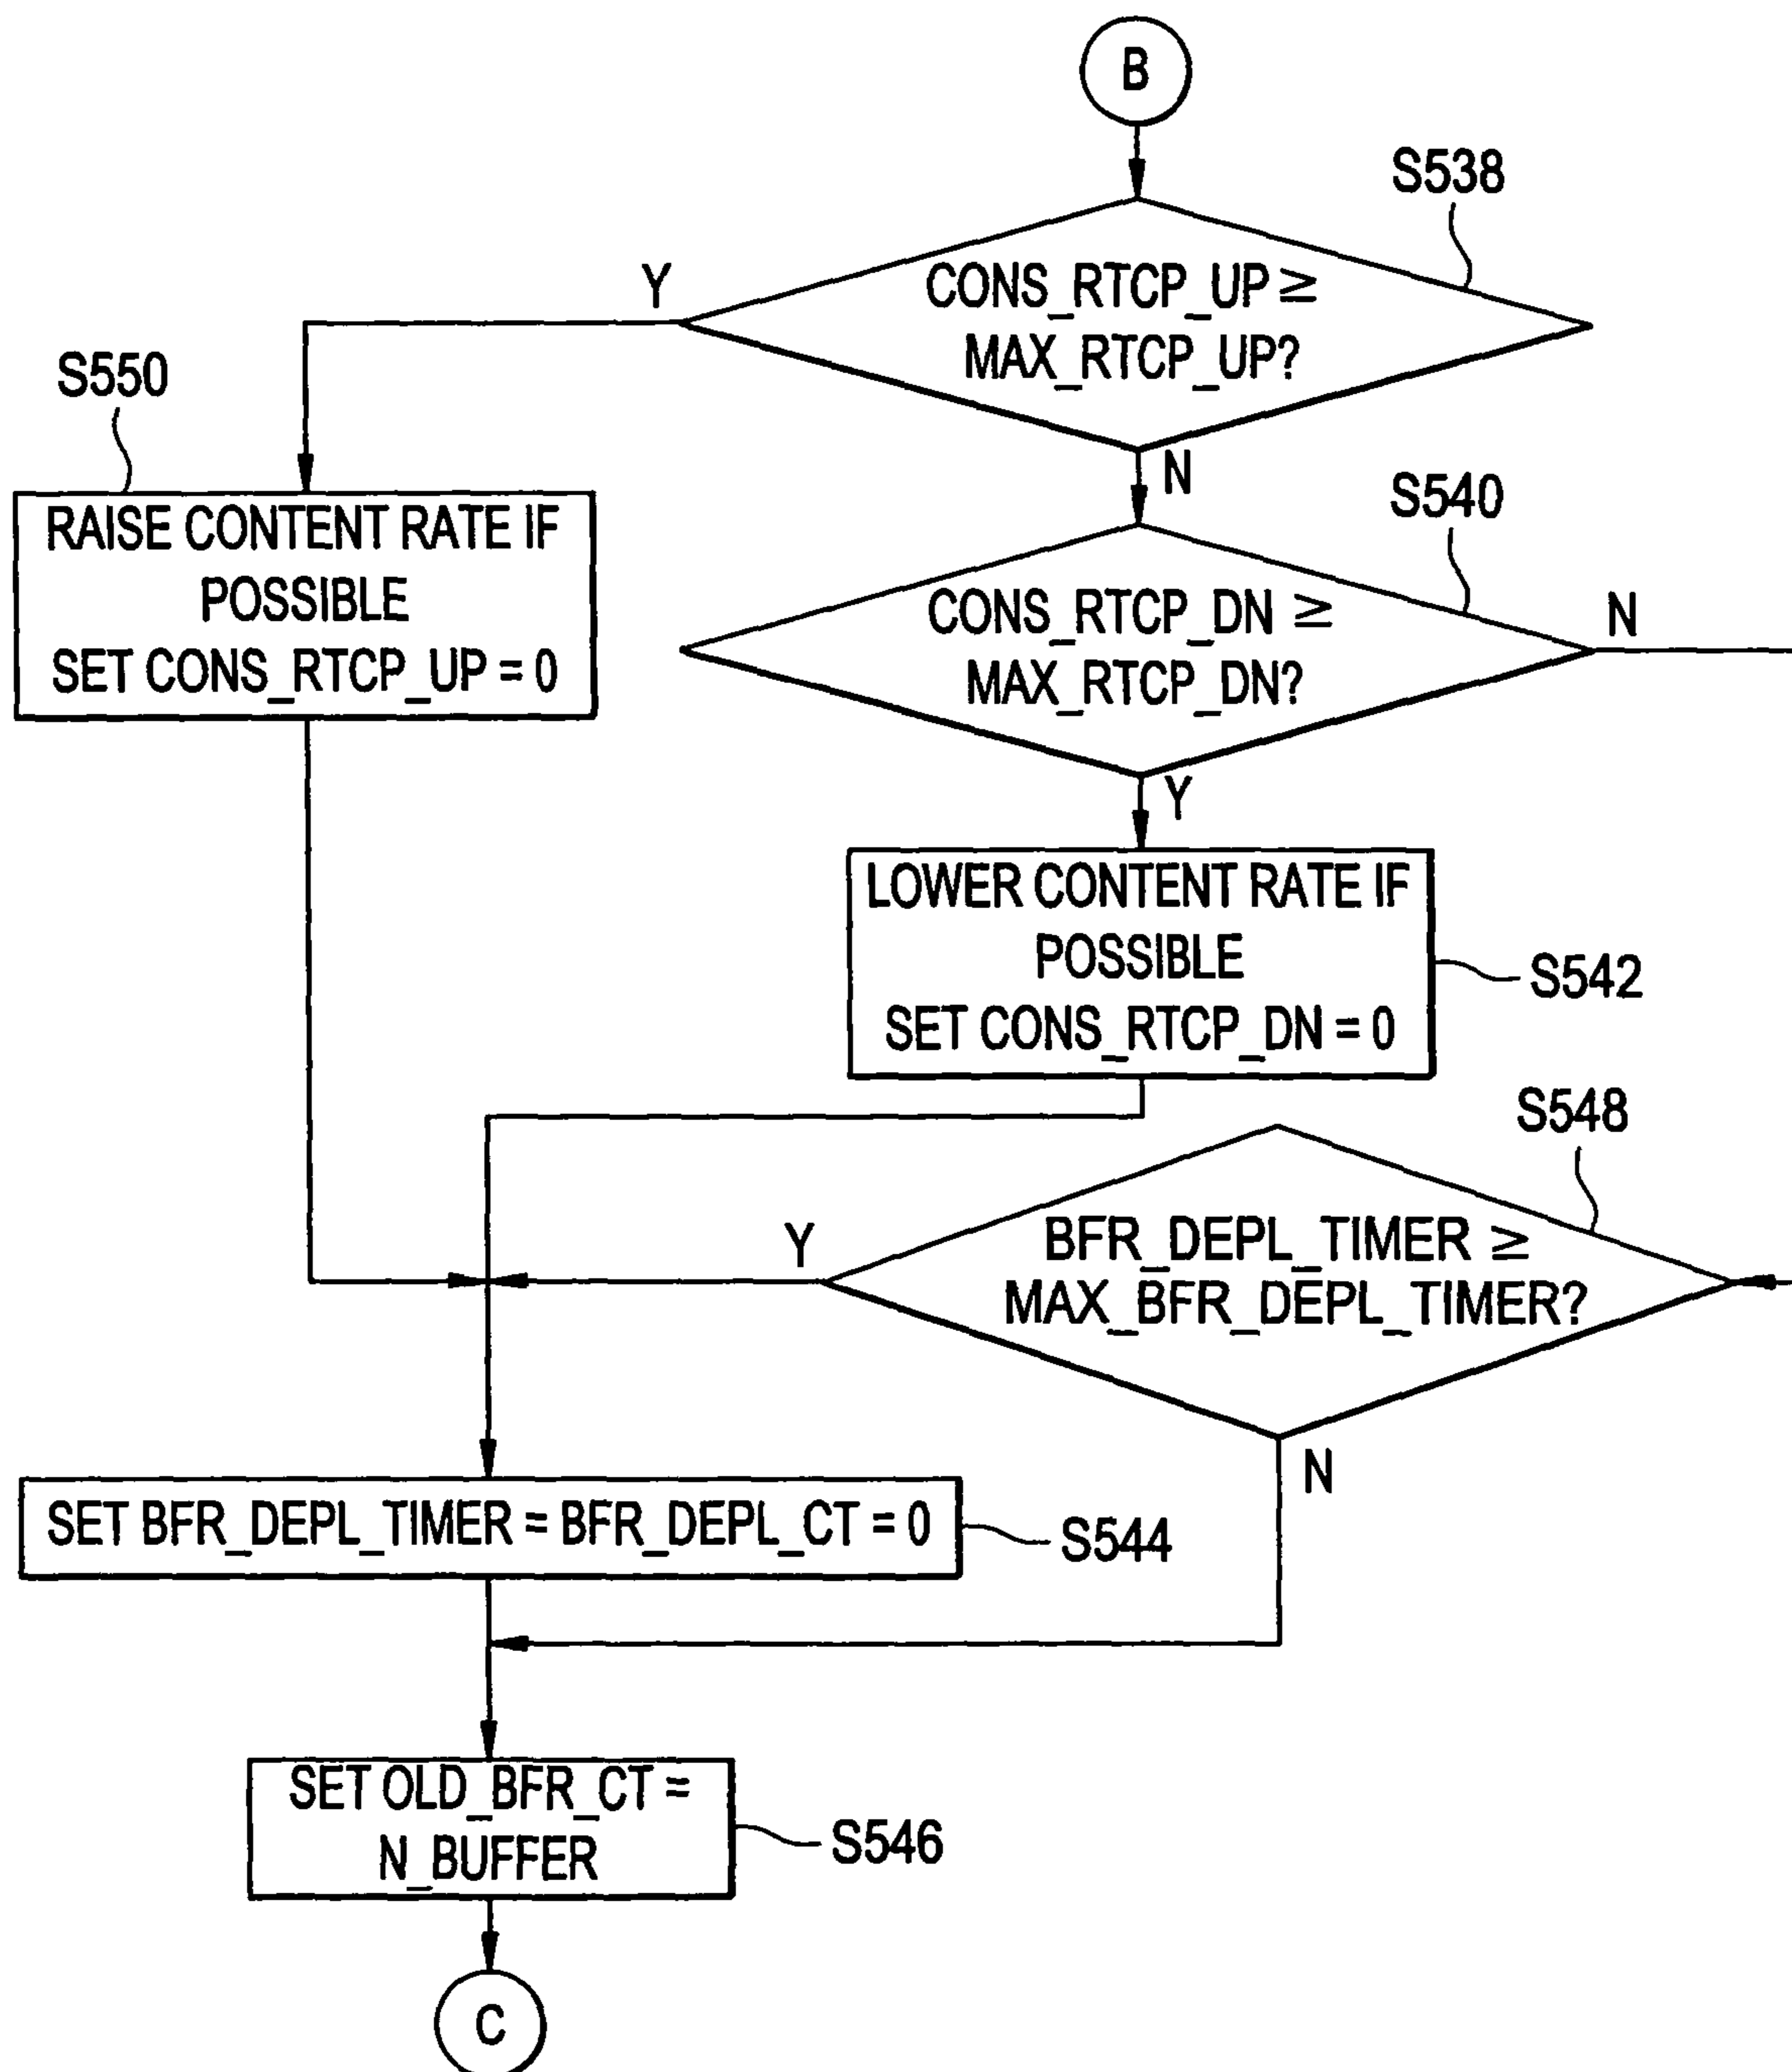 B
S538
CONS_RTCP_UP ≥
MAX_RTCP_UP?
Y
N
S550
RAISE CONTENT RATE IF
POSSIBLE
SET CONS_RTCP_UP = 0
S540
CONS_RTCP_DN ≥
MAX_RTCP_DN?
N
Y
LOWER CONTENT RATE IF
POSSIBLE
SET CONS_RTCP_DN = 0
S542
S548
BFR_DEPL_TIMER ≥
MAX_BFR_DEPL_TIMER?
Y
N
SET BFR_DEPL_TIMER = BFR_DEPL_CT = 0
S544
SET OLD_BFR_CT =
N_BUFFER
S546
C